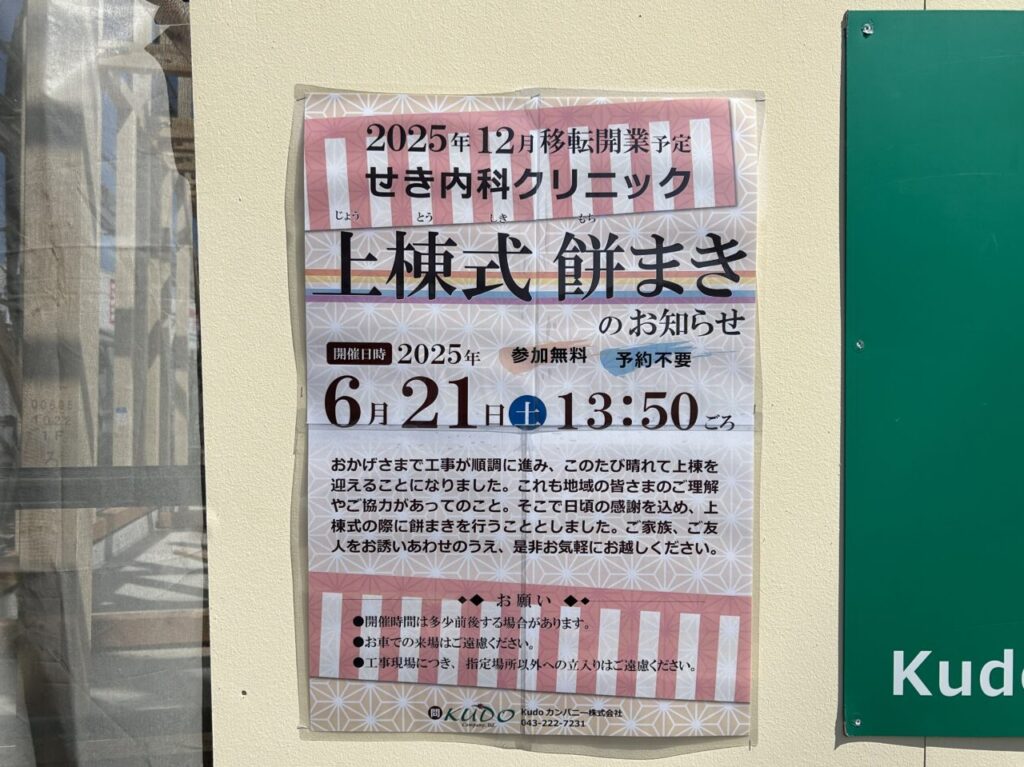 2025年 12月移転開業予定
せき内科クリニック
じょう とう しき もち
上棟式 餅まき
のお知らせ
開催日時 2025年 参加無料 予約不要
6月21日 土 13:50ごろ
おかげさまで工事が順調に進み、このたび晴れて上棟を
迎えることになりました。これも地域の皆さまのご理解
やご協力があってのこと。そこで日頃の感謝を込め、上
棟式の際に餅まきを行うこととしました。ご家族、ご友
人をお誘いあわせのうえ、是非お気軽にお越しください。
お願い
●開催時間は多少前後する場合があります。
●お車での来場はご遠慮ください。
●工事現場につき、指定場所以外への立入りはご遠慮ください。
問 KUDO Company, ltd. Kudo カンパニー株式会社
043-222-7231
Kudo